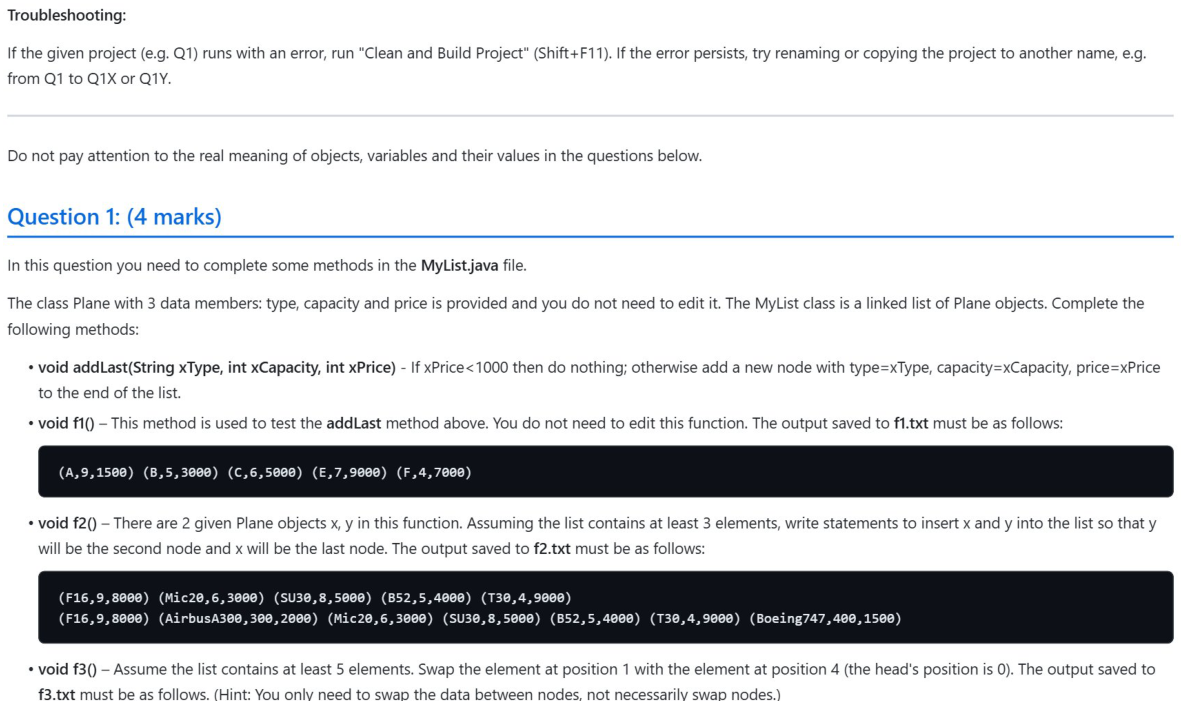 Troubleshooting:
If the given project (e.g. Q1) runs with an error, run "Clean and Build Project" (Shift+F11). If the error persists, try renaming or copying the project to another name, e.g.
from Q1 to Q1X or Q1Y.
Do not pay attention to the real meaning of objects, variables and their values in the questions below.
Question 1: (4 marks)
In this question you need to complete some methods in the MyList.java file.
The class Plane with 3 data members: type, capacity and price is provided and you do not need to edit it. The MyList class is a linked list of Plane objects. Complete the
following methods:
• void addLast(String xType, int xCapacity, int xPrice) - If xPrice<1000 then do nothing; otherwise add a new node with type=xType, capacity=xCapacity, price=xPrice
to the end of the list.
• void f1() – This method is used to test the addLast method above. You do not need to edit this function. The output saved to f1.txt must be as follows:
(A,9,1500) (B,5,3000) (C,6,5000) (E,7,9000) (F,4,7000)
• void f2() – There are 2 given Plane objects x, y in this function. Assuming the list contains at least 3 elements, write statements to insert x and y into the list so that y
will be the second node and x will be the last node. The output saved to f2.txt must be as follows:
(F16,9,8000) (Mic20,6,3000) (SU30,8,5000) (B52,5,4000) (T30,4,9000)
(F16,9,8000) (AirbusA300,300,2000) (Mic20,6,3000) (SU30,8,5000) (B52,5,4000) (T30,4,9000) (Boeing747,400,1500)
• void f3() – Assume the list contains at least 5 elements. Swap the element at position 1 with the element at position 4 (the head's position is 0). The output saved to
f3.txt must be as follows. (Hint: You only need to swap the data between nodes, not necessarily swap nodes.)